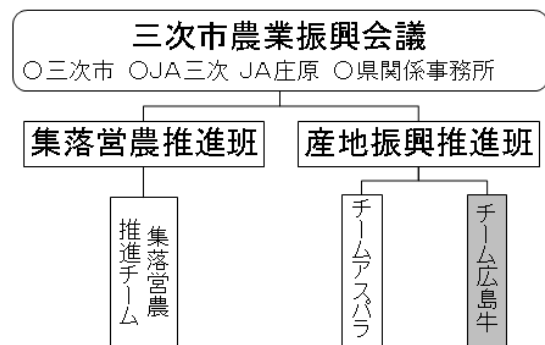 三次市農業振興会議
○三次市 ○JA三次 JA庄原 ○県関係事務所
集落営農推進班
産地振興推進班
集落営農
推進チーム
チームアスパラ
チーム広島牛